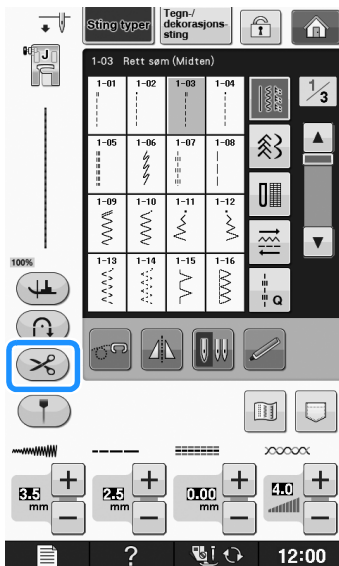 Sting typer
Tegn-/
dekorasjons-
sting
J
1-03 Rett søm (Midten)
1/3
1-01 1-02 1-03 1-04
1-05 1-06 1-07 1-08
1-09 1-10 1-11 1-12
1-13 1-14 1-15 1-16
Q
100%
3.5 mm
2.5 mm
0.00 mm
4.0
?
12:00